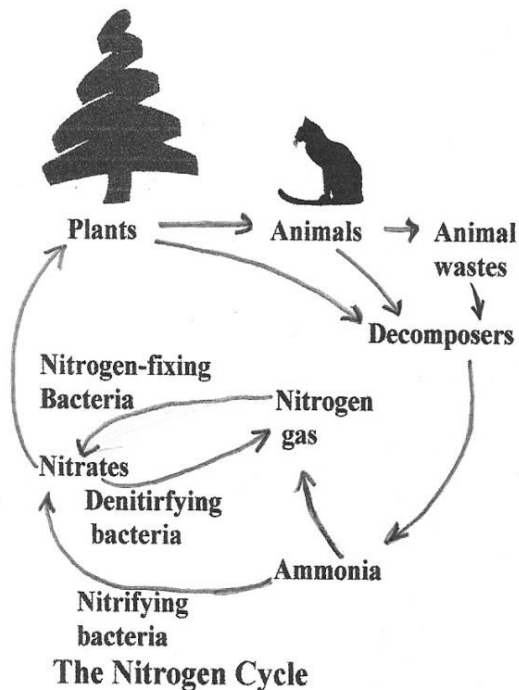 Plants
Animals
Animal
wastes
Decomposers
Nitrogen-fixing
Bacteria
Nitrogen
gas
Nitrates
Denitirfying
bacteria
Ammonia
Nitrifying
bacteria
The Nitrogen Cycle